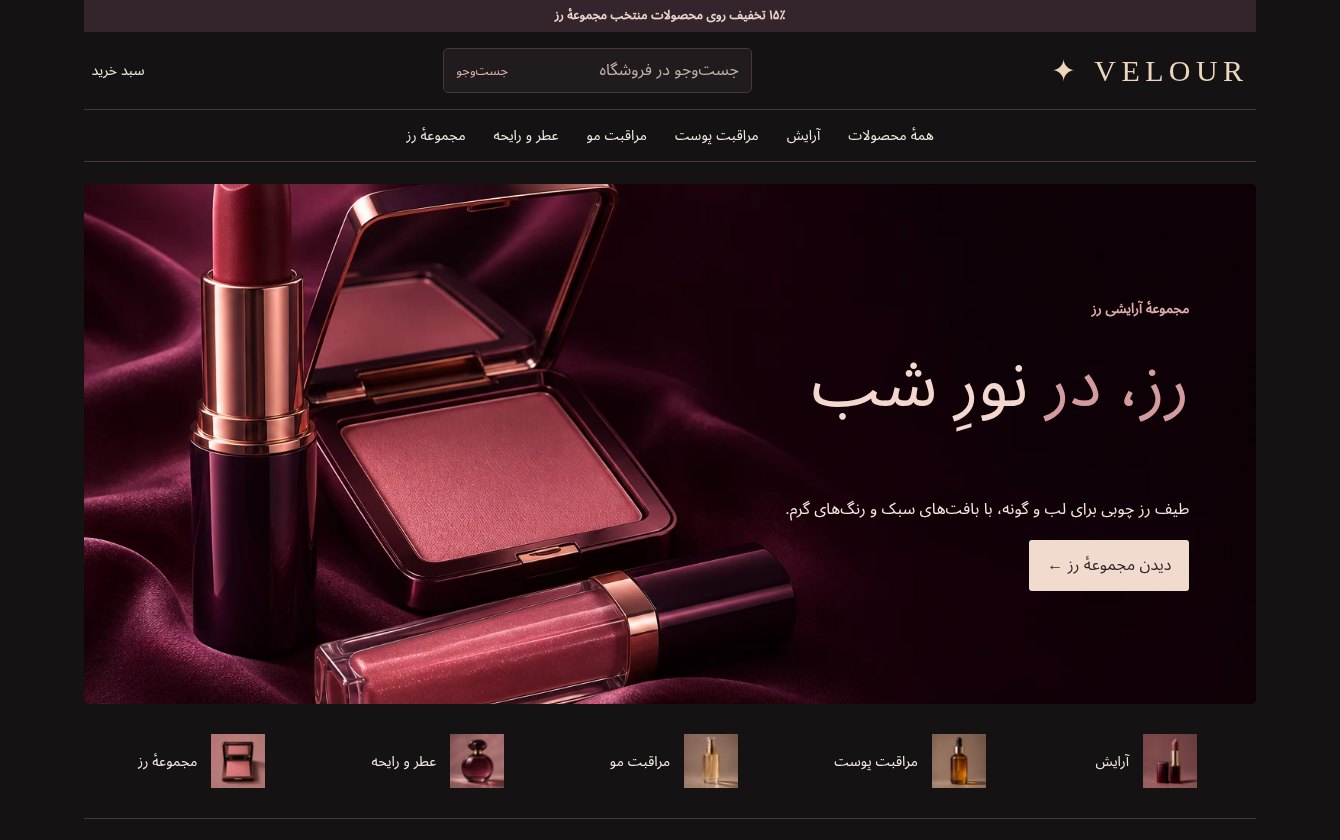 ۱۵٪ تخفیف روی محصولات منتخب مجموعهٔ رز
VELOUR ✦
جست‌وجو در فروشگاه
جست‌وجو
سبد خرید
همهٔ محصولات
آرایش
مراقبت پوست
مراقبت مو
عطر و رایحه
مجموعهٔ رز
مجموعهٔ آرایشی رز
رز، در نورِ شب
طیف رز چوبی برای لب و گونه، با بافت‌های سبک و رنگ‌های گرم.
دیدن مجموعهٔ رز ←
آرایش
مراقبت پوست
مراقبت مو
عطر و رایحه
مجموعهٔ رز